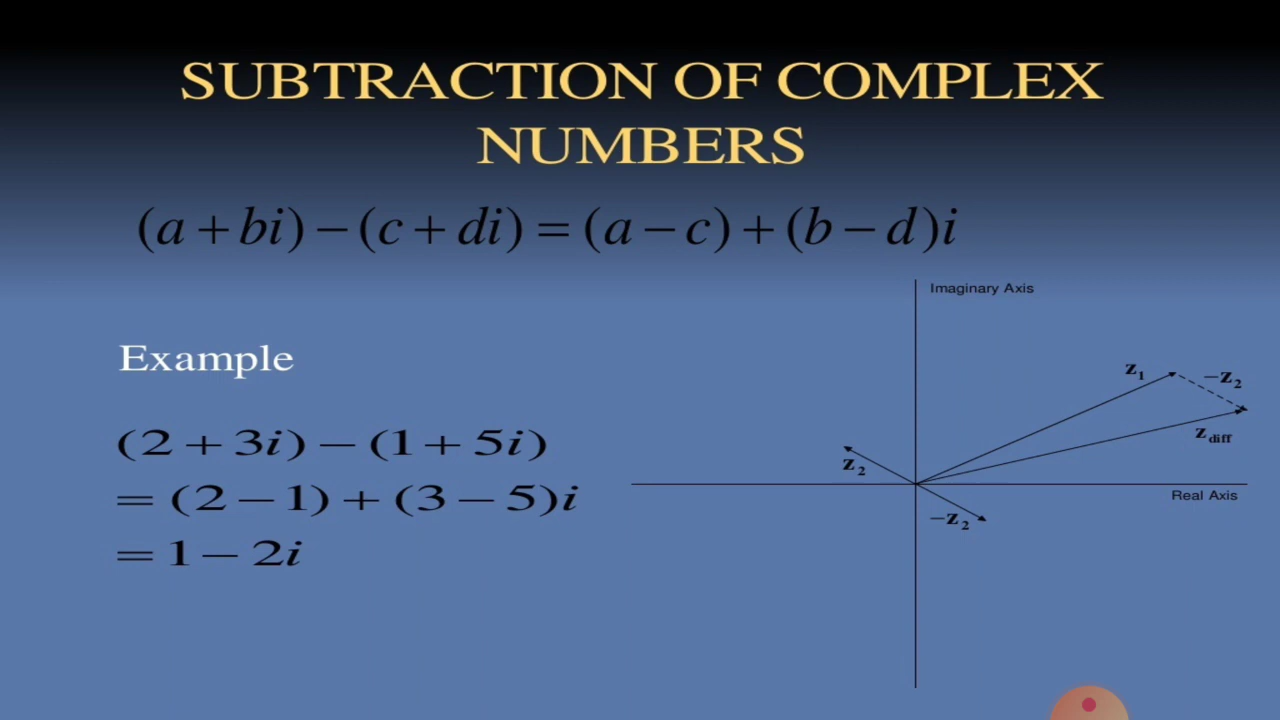 SUBTRACTION OF COMPLEX
NUMBERS
(a + bi) − (c + di) = (a − c) + (b − d)i
Imaginary Axis
Example
z₁
−z₂
z_diff
(2 + 3i) − (1 + 5i)
z₂
= (2 − 1) + (3 − 5)i
Real Axis
−z₂
= 1 − 2i